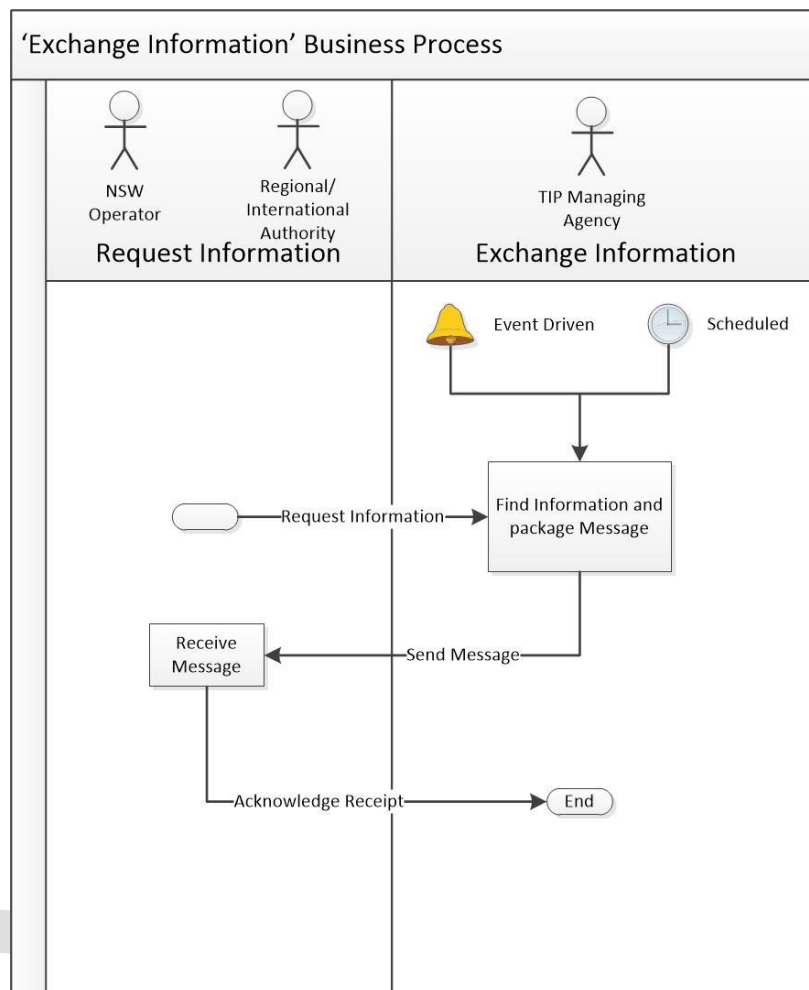 ‘Exchange Information’ Business Process
NSW
Operator
Regional/
International
Authority
Request Information
TIP Managing
Agency
Exchange Information
Event Driven
Scheduled
Request Information
Find Information and
package Message
Receive
Message
Send Message
Acknowledge Receipt
End